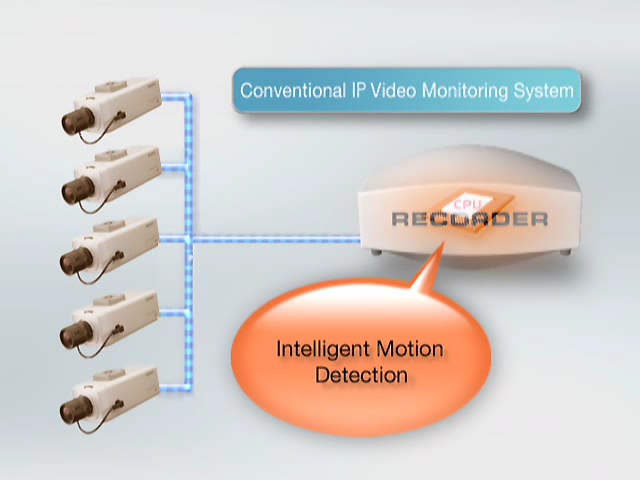 Conventional IP Video Monitoring System
CPU
RECORDER
Intelligent Motion
Detection